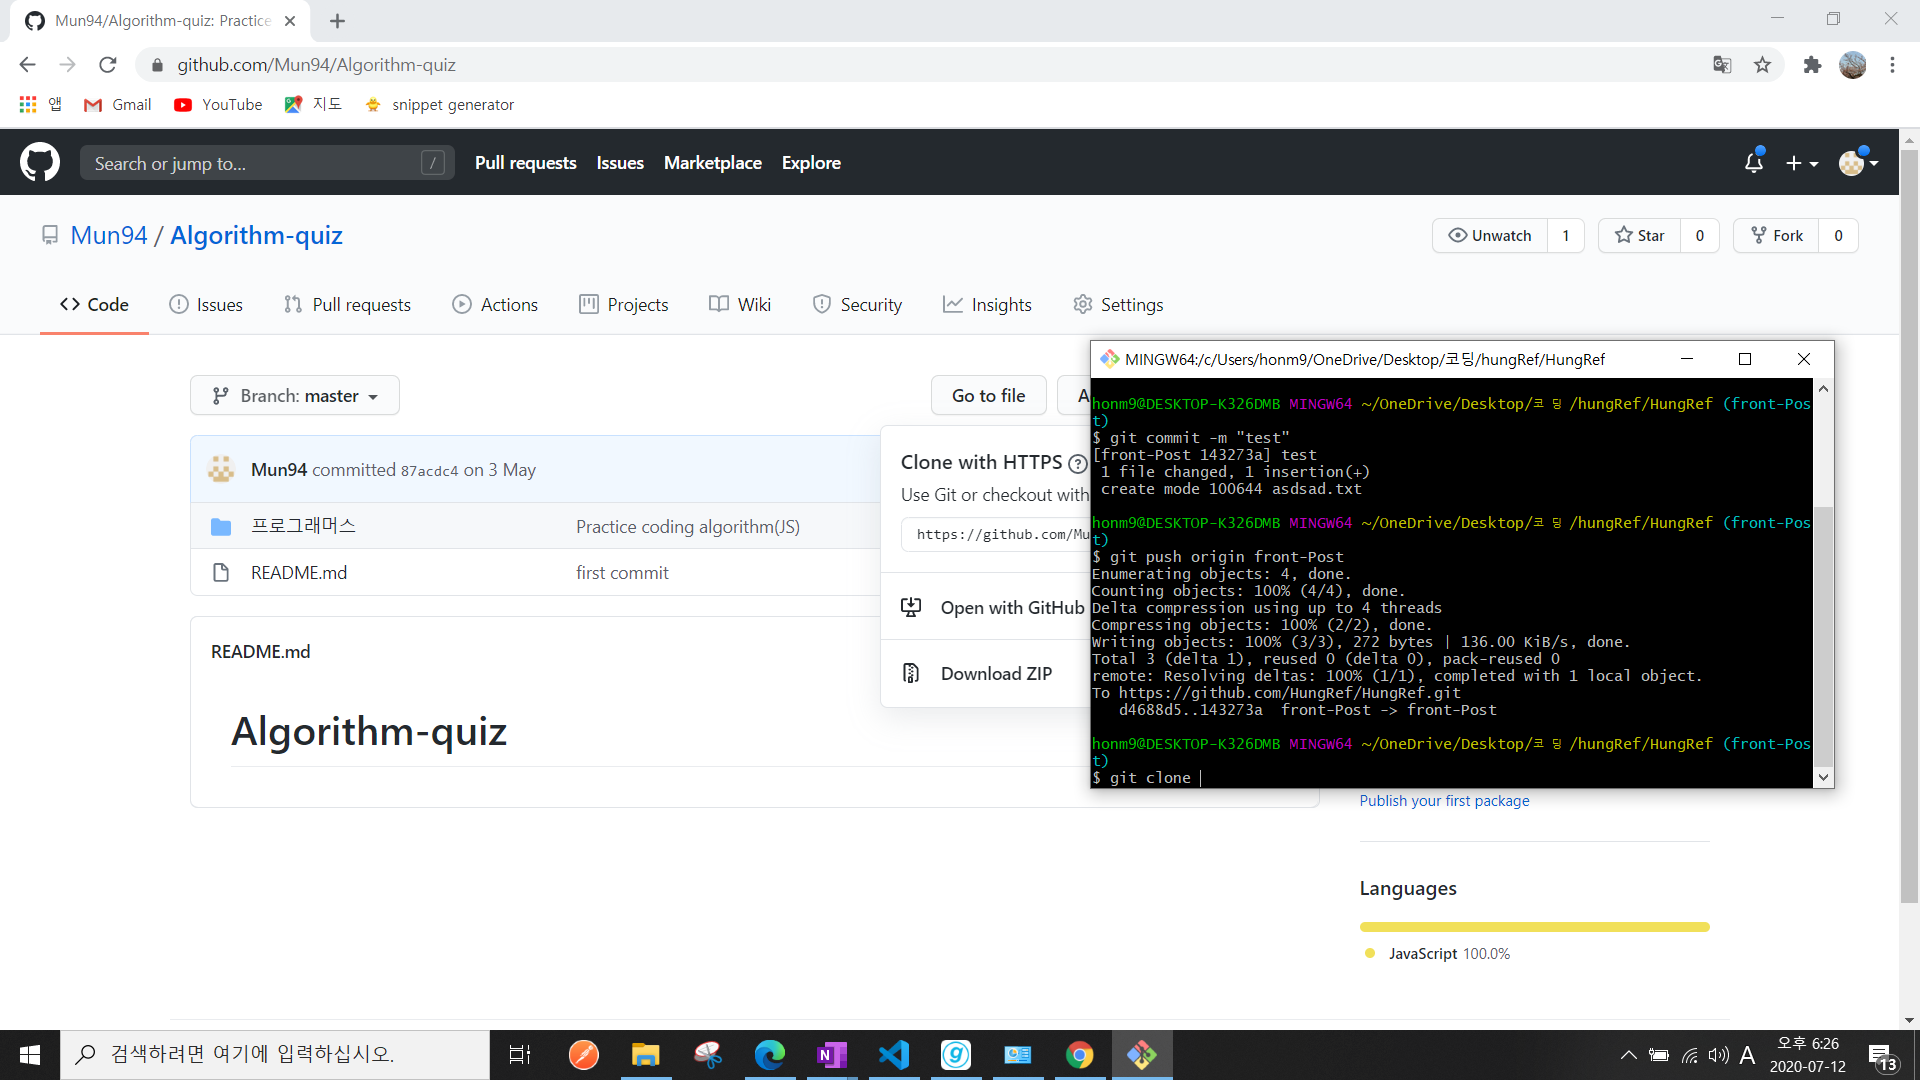 Mun94/Algorithm-quiz: Practice
github.com/Mun94/Algorithm-quiz
앱 Gmail YouTube 지도 snippet generator
Search or jump to... / Pull requests Issues Marketplace Explore
Mun94 / Algorithm-quiz Unwatch 1 Star 0 Fork 0
Code Issues Pull requests Actions Projects Wiki Security Insights Settings
Branch: master Go to file A
Mun94 committed 87acdc4 on 3 May
프로그래머스 Practice coding algorithm(JS)
README.md first commit
Clone with HTTPS ?
Use Git or checkout with
https://github.com/Mu
Open with GitHub
Download ZIP
README.md
Algorithm-quiz
MINGW64:/c/Users/honm9/OneDrive/Desktop/코딩/hungRef/HungRef
honm9@DESKTOP-K326DMB MINGW64 ~/OneDrive/Desktop/코 딩 /hungRef/HungRef (front-Pos
t)
$ git commit -m "test"
[front-Post 143273a] test
1 file changed, 1 insertion(+)
create mode 100644 asdsad.txt
honm9@DESKTOP-K326DMB MINGW64 ~/OneDrive/Desktop/코 딩 /hungRef/HungRef (front-Pos
t)
$ git push origin front-Post
Enumerating objects: 4, done.
Counting objects: 100% (4/4), done.
Delta compression using up to 4 threads
Compressing objects: 100% (2/2), done.
Writing objects: 100% (3/3), 272 bytes | 136.00 KiB/s, done.
Total 3 (delta 1), reused 0 (delta 0), pack-reused 0
remote: Resolving deltas: 100% (1/1), completed with 1 local object.
To https://github.com/HungRef/HungRef.git
d4688d5..143273a  front-Post -> front-Post
honm9@DESKTOP-K326DMB MINGW64 ~/OneDrive/Desktop/코 딩 /hungRef/HungRef (front-Pos
t)
$ git clone
Publish your first package
Languages
JavaScript 100.0%
검색하려면 여기에 입력하십시오.
A
오후 6:26
2020-07-12
13